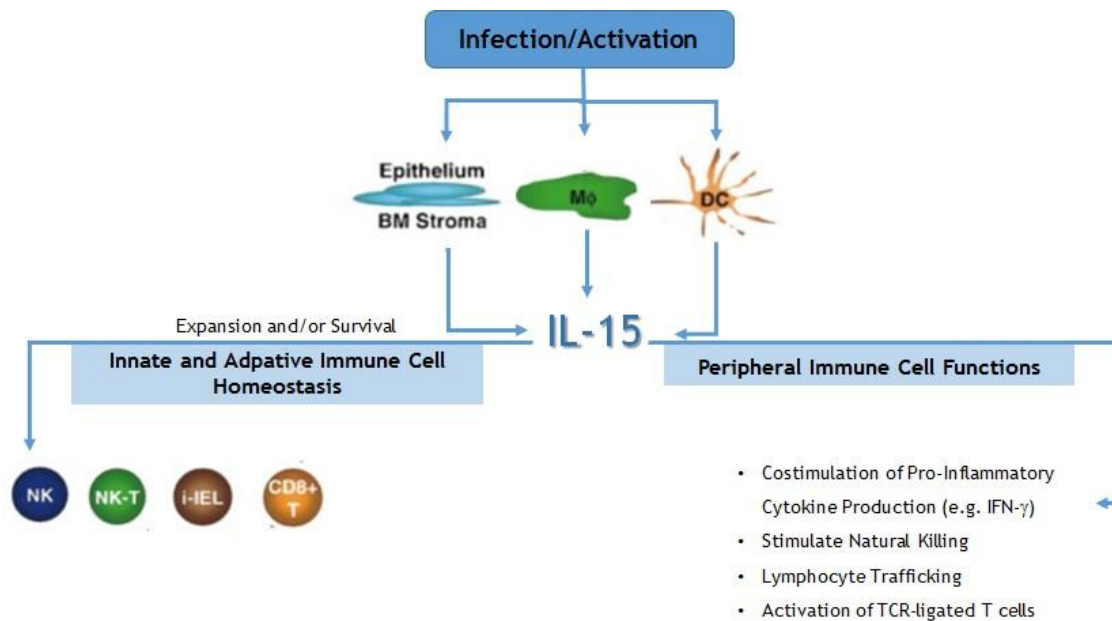 Infection/Activation
Epithelium
BM Stroma
Mϕ
DC
IL-15
Expansion and/or Survival
Innate and Adpative Immune Cell
Homeostasis
Peripheral Immune Cell Functions
NK
NK-T
i-IEL
CD8+
T
• Costimulation of Pro-Inflammatory
Cytokine Production (e.g. IFN-γ)
• Stimulate Natural Killing
• Lymphocyte Trafficking
• Activation of TCR-ligated T cells